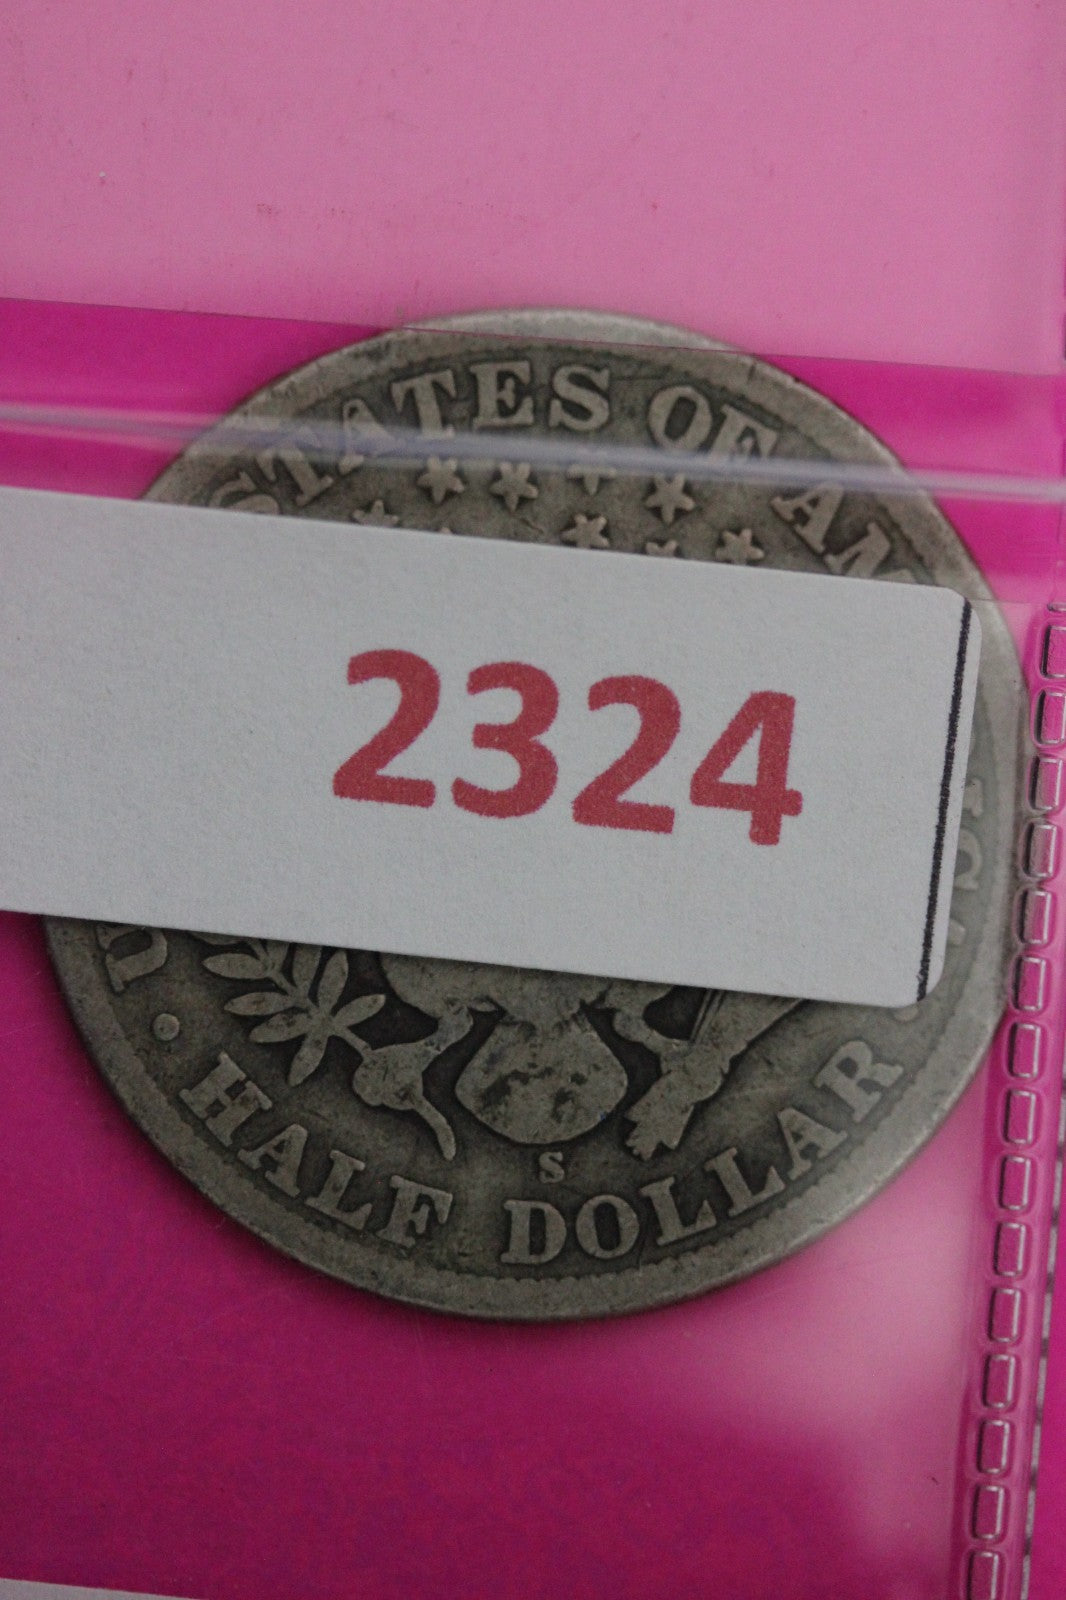 STATES OF AM
2324
U
S
HALF DOLLAR